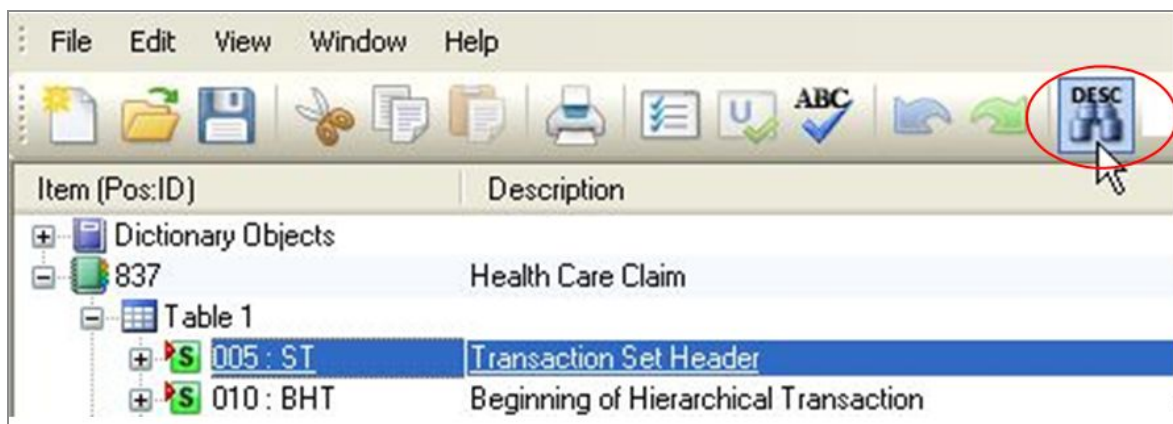 File Edit View Window Help
U ABC DESC
Item (Pos:ID) Description
Dictionary Objects
837 Health Care Claim
Table 1
S 005 : ST Transaction Set Header
S 010 : BHT Beginning of Hierarchical Transaction